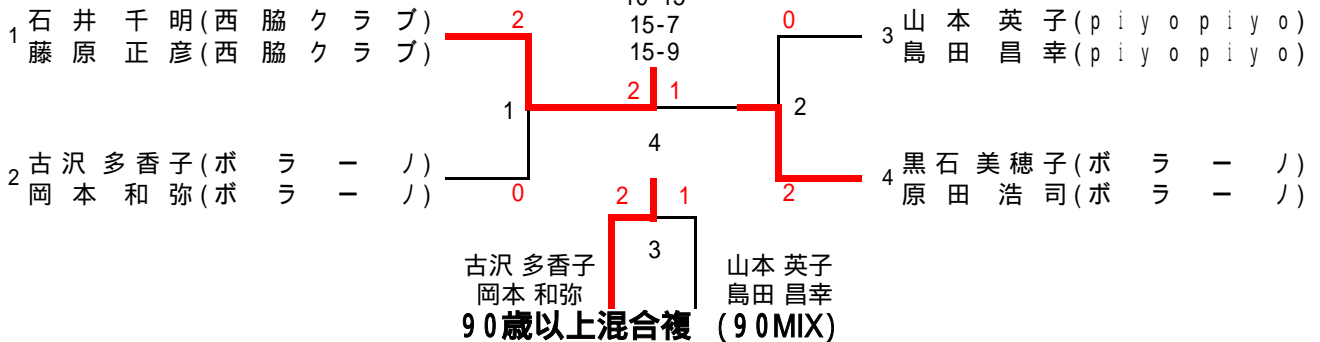 15-7
15-9
1 石井 千明(西脇クラブ)
藤原 正彦(西脇クラブ)
2
0
3 山本 英子(piyopiyo)
島田 昌幸(piyopiyo)
2 1
1
2
4
2 古沢 多香子(ボラーノ)
岡本 和弥(ボラーノ)
0
2
4 黒石 美穂子(ボラーノ)
原田 浩司(ボラーノ)
2 1
3
古沢 多香子
岡本 和弥
山本 英子
島田 昌幸
90歳以上混合複 (90MIX)